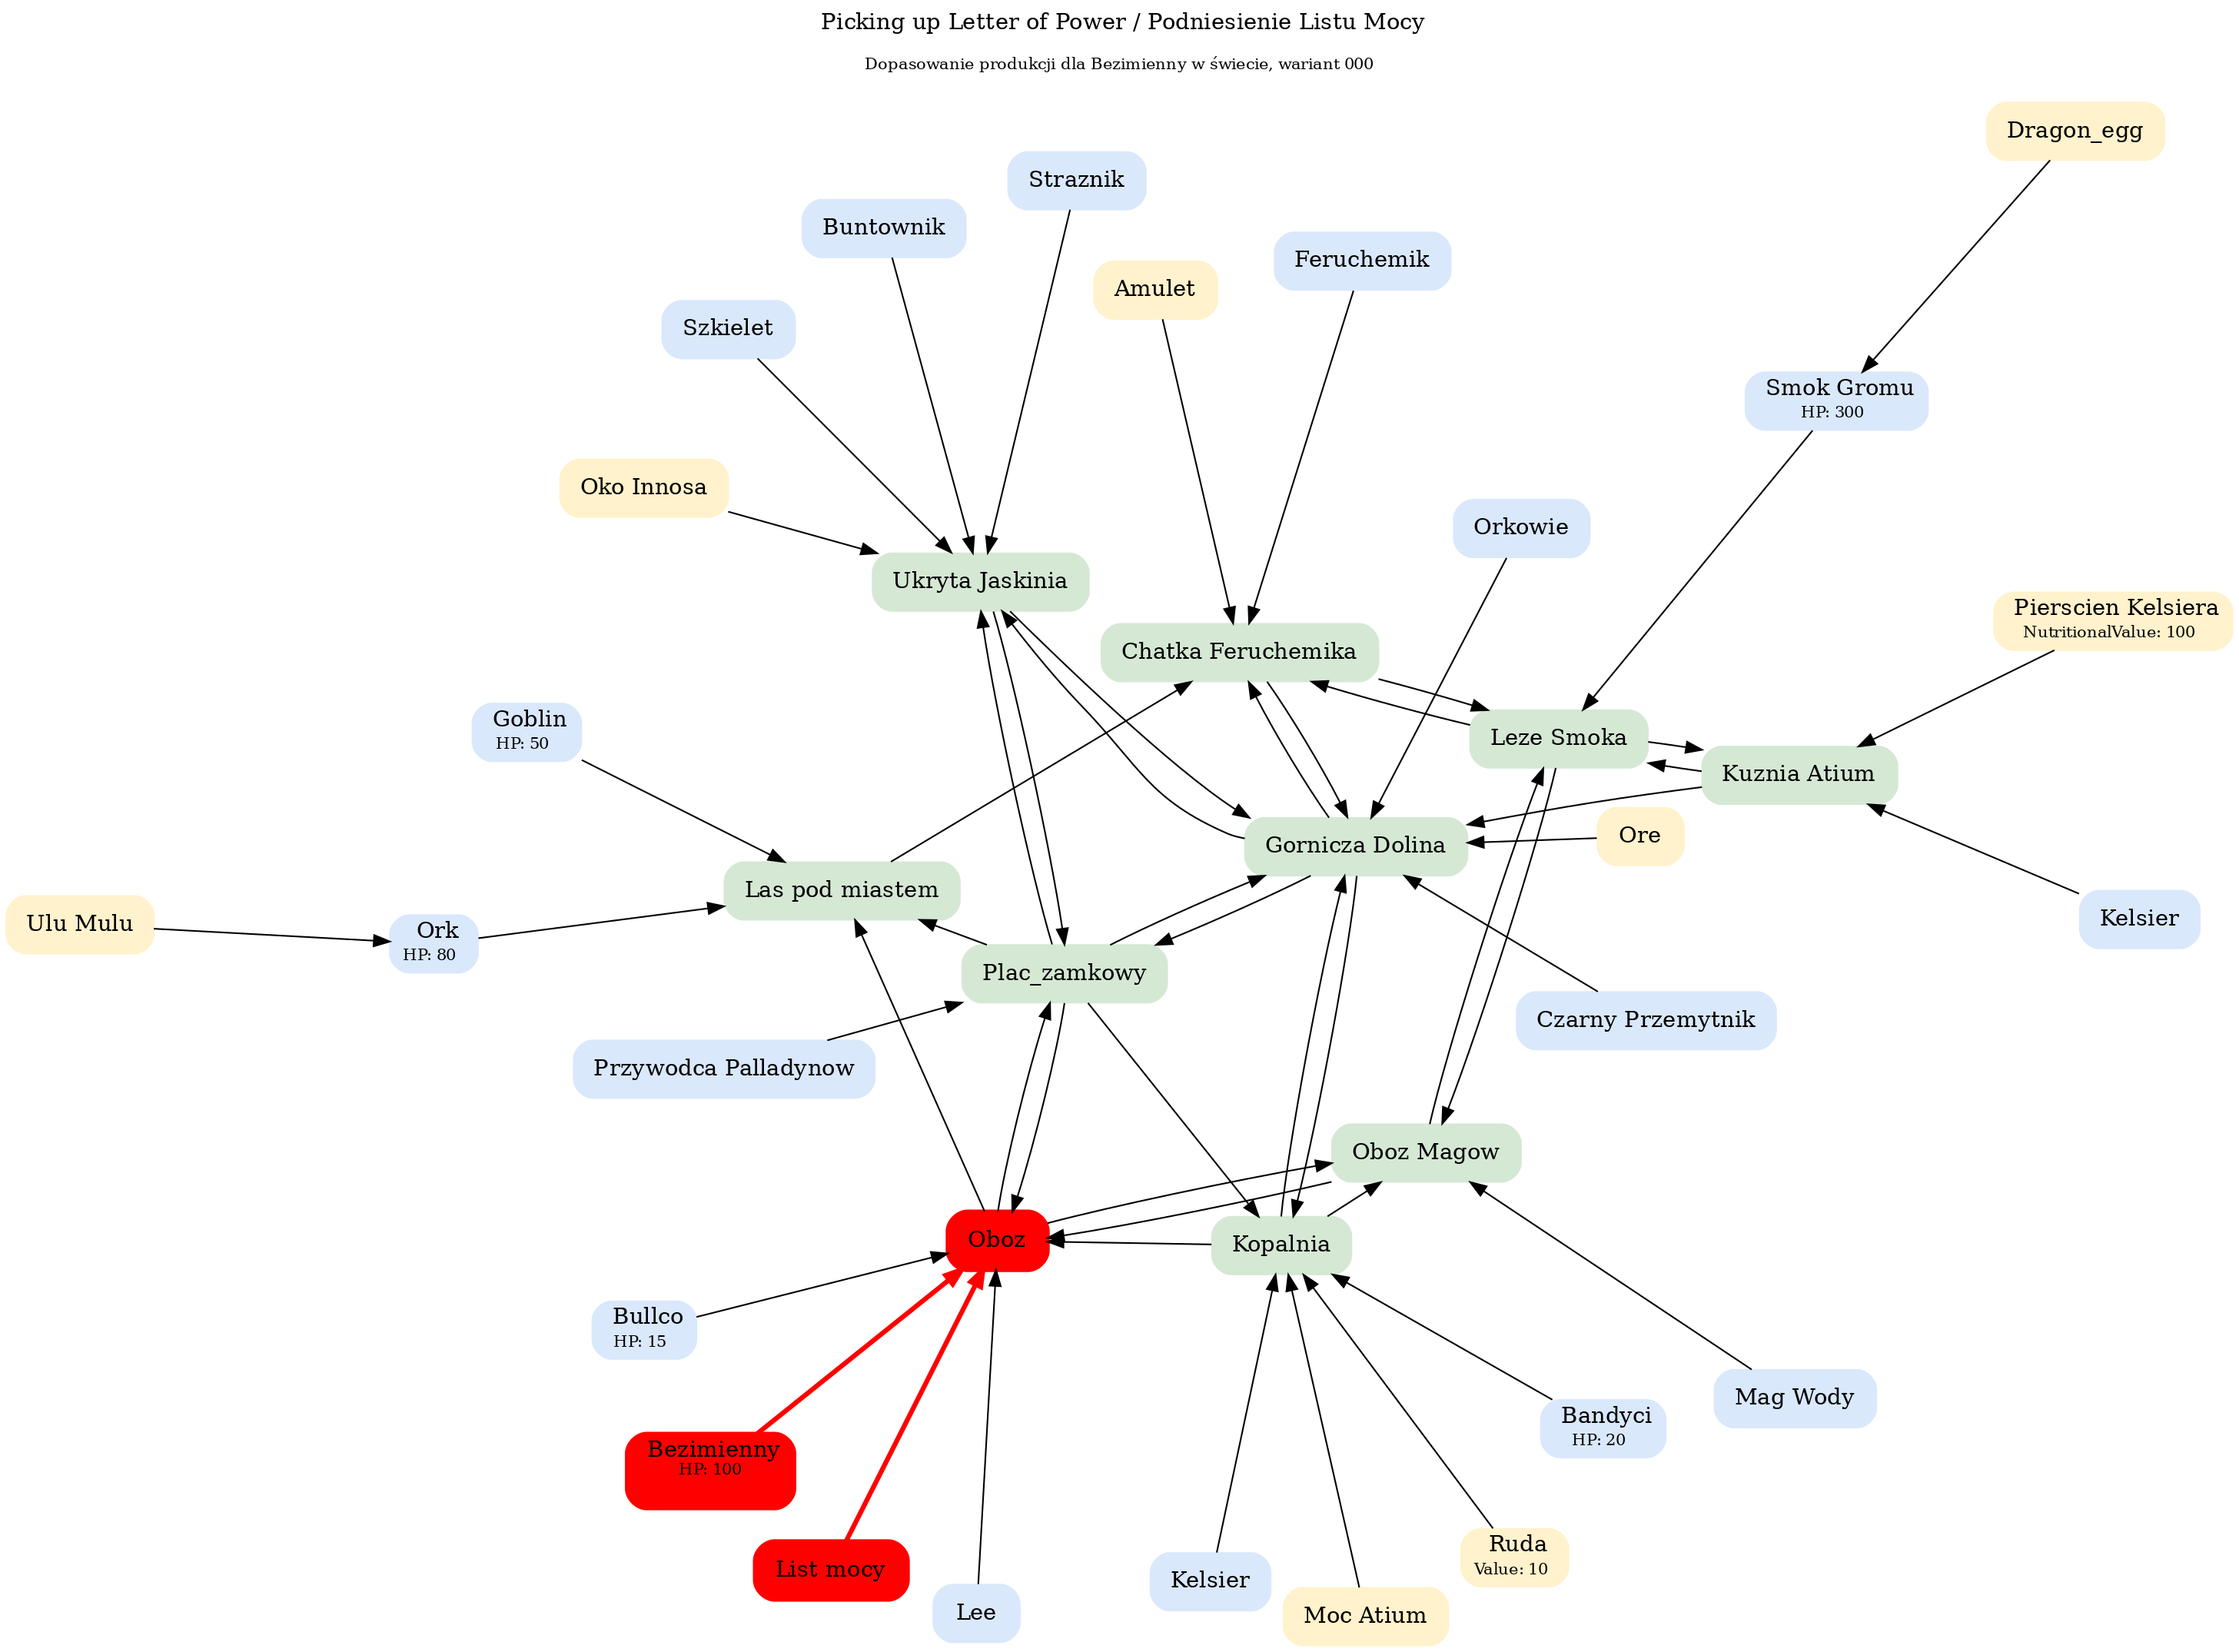 Picking up Letter of Power / Podniesienie Listu Mocy
Dopasowanie produkcji dla Bezimienny w świecie, wariant 000
Dragon_egg
Straznik
Buntownik
Feruchemik
Amulet
Szkielet
Smok Gromu
HP: 300
Oko Innosa
Orkowie
Ukryta Jaskinia
Pierscien Kelsiera
NutritionalValue: 100
Chatka Feruchemika
Goblin
HP: 50
Leze Smoka
Kuznia Atium
Ore
Gornicza Dolina
Las pod miastem
Ulu Mulu
Ork
HP: 80
Kelsier
Plac_zamkowy
Czarny Przemytnik
Przywodca Palladynow
Oboz Magow
Oboz
Kopalnia
Bullco
HP: 15
Mag Wody
Bandyci
HP: 20
Bezimienny
HP: 100
List mocy
Ruda
Value: 10
Kelsier
Lee
Moc Atium